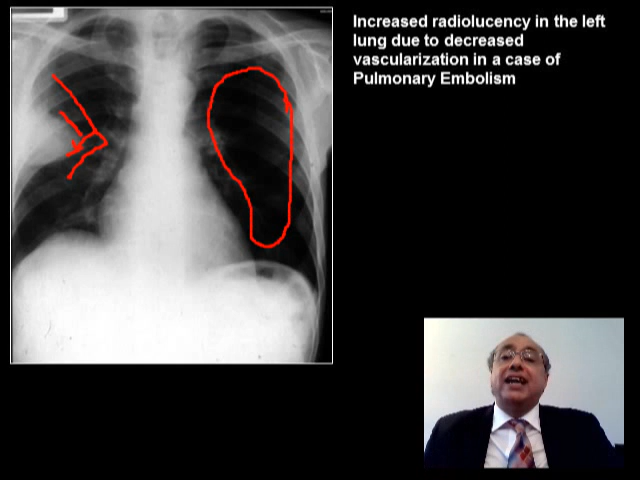 Increased radiolucency in the left
lung due to decreased
vascularization in a case of
Pulmonary Embolism